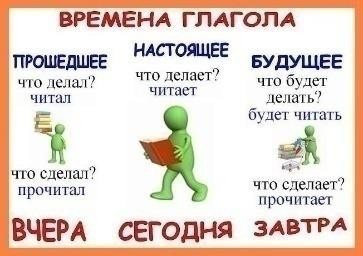 ВРЕМЕНА ГЛАГОЛА
ПРОШЕДШЕЕ
что делал?
читал
что сделал?
прочитал
ВЧЕРА
НАСТОЯЩЕЕ
что делает?
читает
СЕГОДНЯ
БУДУЩЕЕ
что будет
делать?
будет читать
что сделает?
прочитает
ЗАВТРА